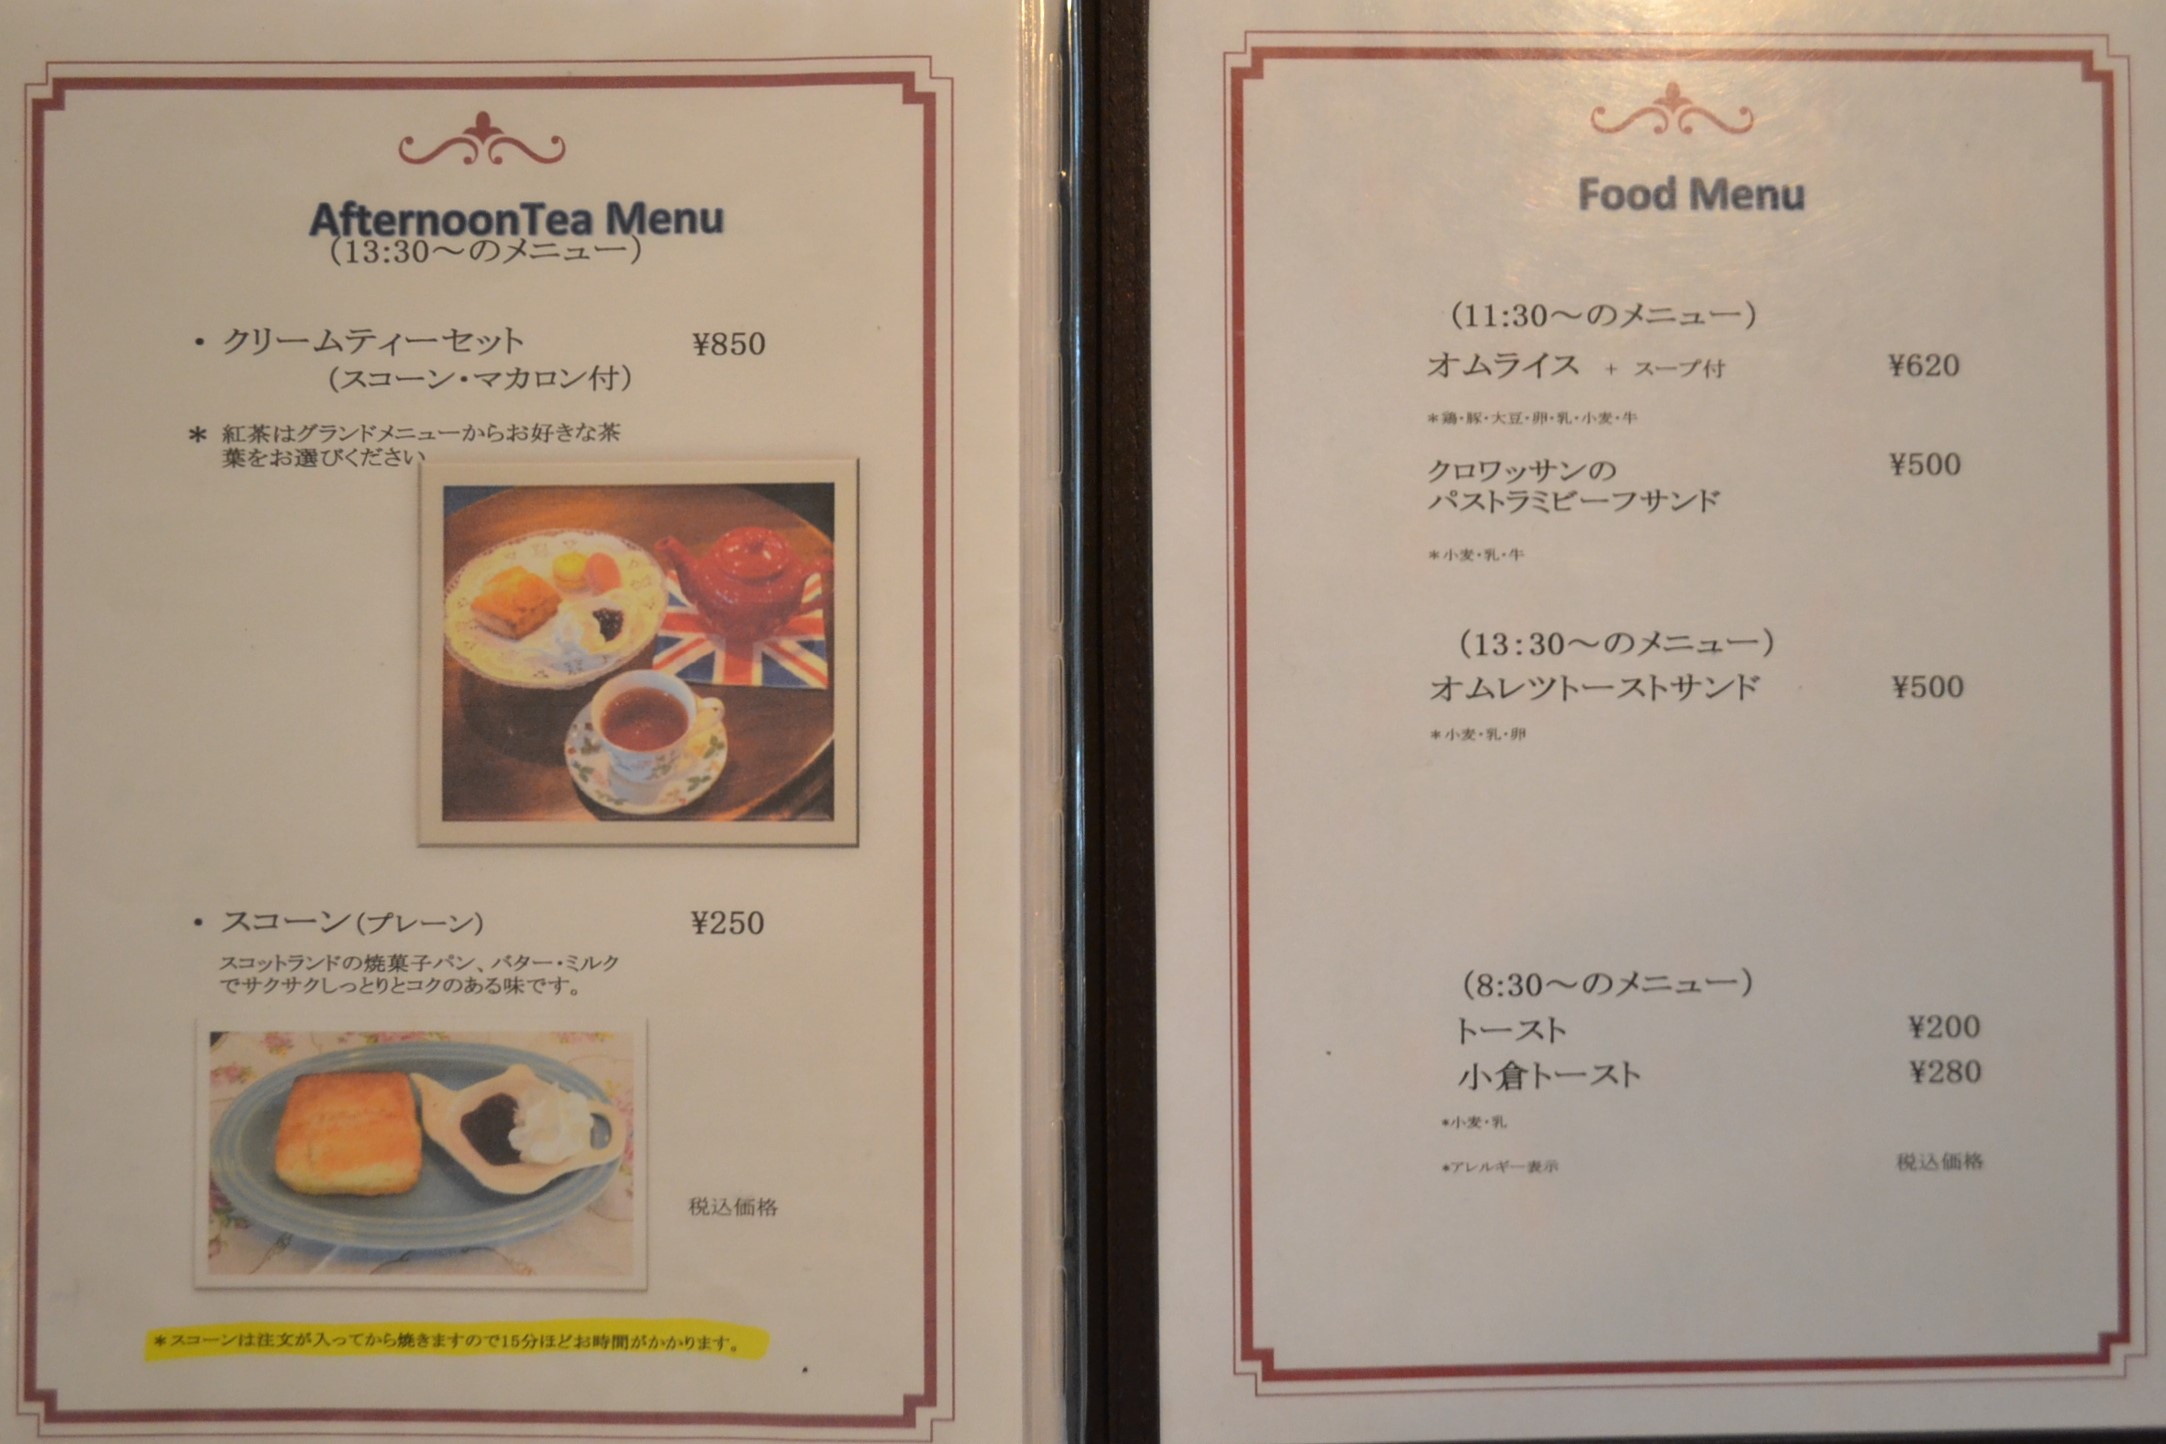 AfternoonTea Menu
(13:30～のメニュー)
・ クリームティーセット ¥850
(スコーン・マカロン付)
＊ 紅茶はグランドメニューからお好きな茶
葉をお選びください
・ スコーン(プレーン) ¥250
スコットランドの焼菓子パン、バター・ミルク
でサクサクしっとりとコクのある味です。
税込価格
＊スコーンは注文が入ってから焼きますので15分ほどお時間がかかります。
Food Menu
(11:30～のメニュー)
オムライス + スープ付 ¥620
＊鶏・豚・大豆・卵・乳・小麦・牛
クロワッサンの ¥500
パストラミビーフサンド
＊小麦・乳・牛
(13:30～のメニュー)
オムレツトーストサンド ¥500
＊小麦・乳・卵
(8:30～のメニュー)
トースト ¥200
小倉トースト ¥280
*小麦・乳
*アレルギー表示 税込価格